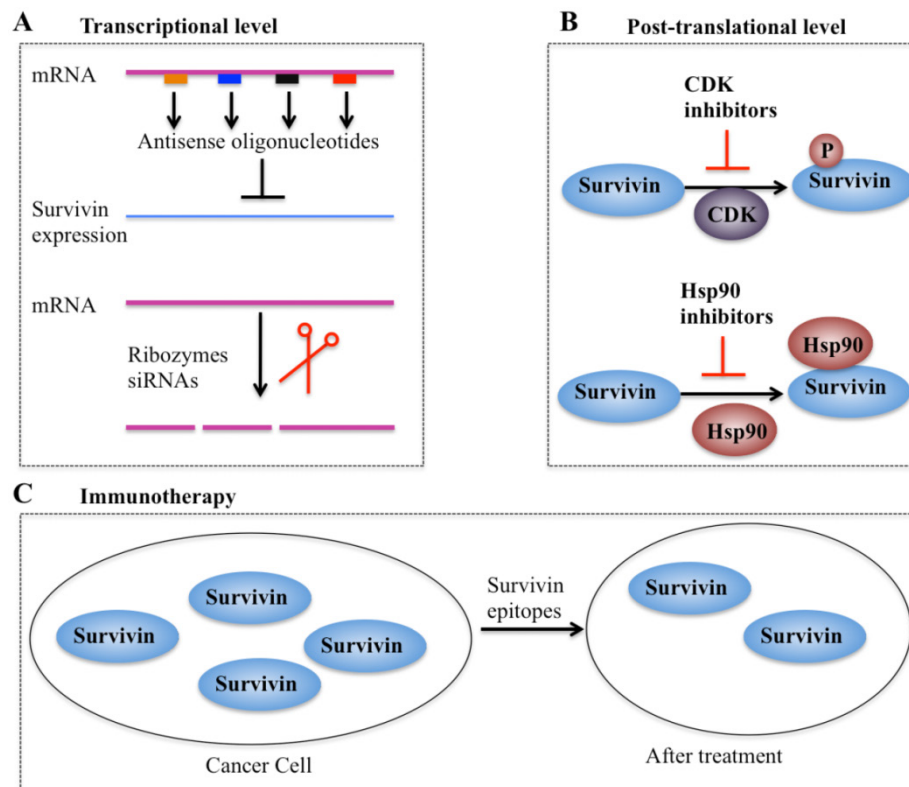 A Transcriptional level
mRNA
Antisense oligonucleotides
Survivin
expression
mRNA
Ribozymes
siRNAs
B Post-translational level
CDK
inhibitors
Survivin
CDK
P
Survivin
Hsp90
inhibitors
Survivin
Hsp90
Hsp90
Survivin
C Immunotherapy
Survivin
Survivin
Survivin
Survivin
Cancer Cell
Survivin
epitopes
Survivin
Survivin
After treatment